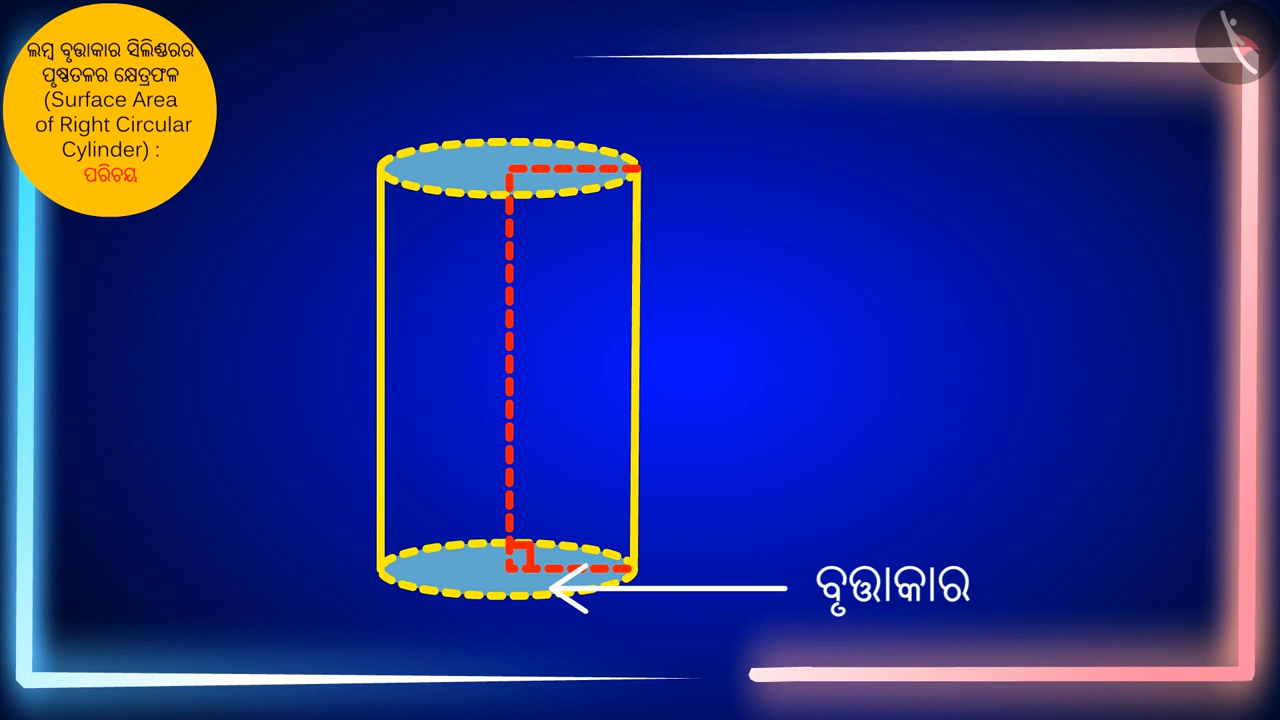 ଲମ୍ବ ବୃତ୍ତାକାର ସିଲିଣ୍ଡରର
ପୃଷ୍ଠତଳର କ୍ଷେତ୍ରଫଳ
(Surface Area
of Right Circular
Cylinder) :
ପରିଚୟ
ବୃତ୍ତାକାର